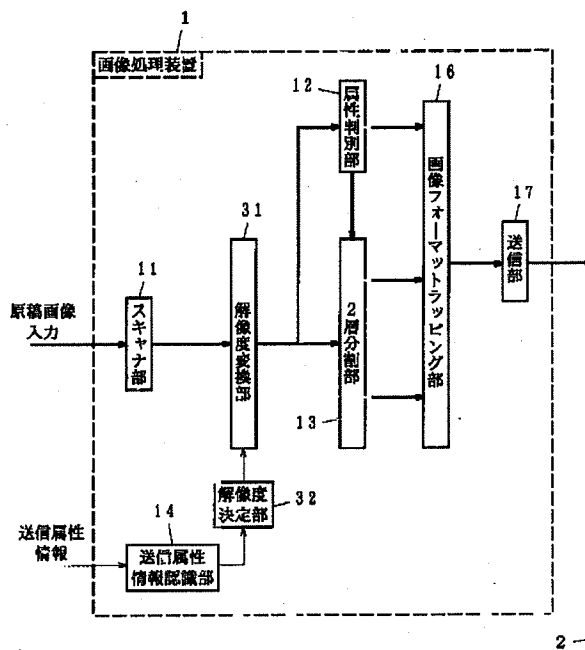 1
画像処理装置
12
属性判別部
16
画像フォーマットラッピング部
17
送信部
31
解像度変換部
11
スキャナ部
原稿画像
入力
2層分割部
13
解像度
決定部
32
14
送信属性
情報
送信属性
情報認識部
2